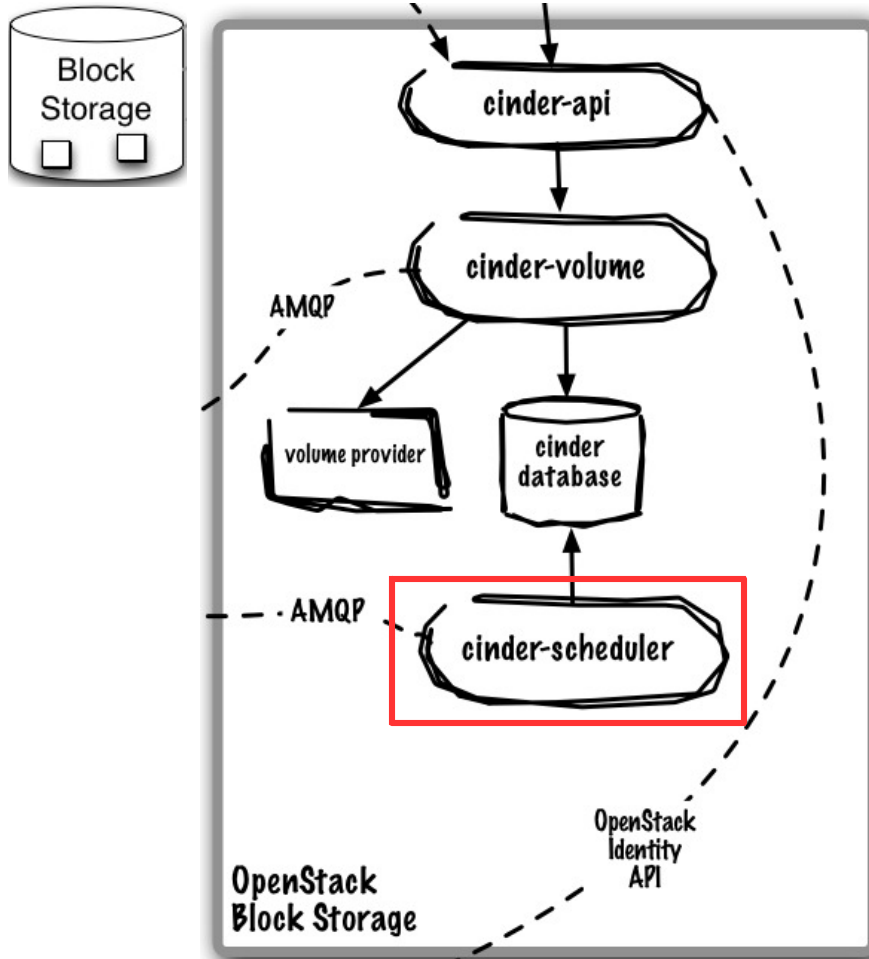 Block
Storage
cinder-api
cinder-volume
AMQP
volume provider
cinder
database
AMQP
cinder-scheduler
OpenStack
Identity
API
OpenStack
Block Storage